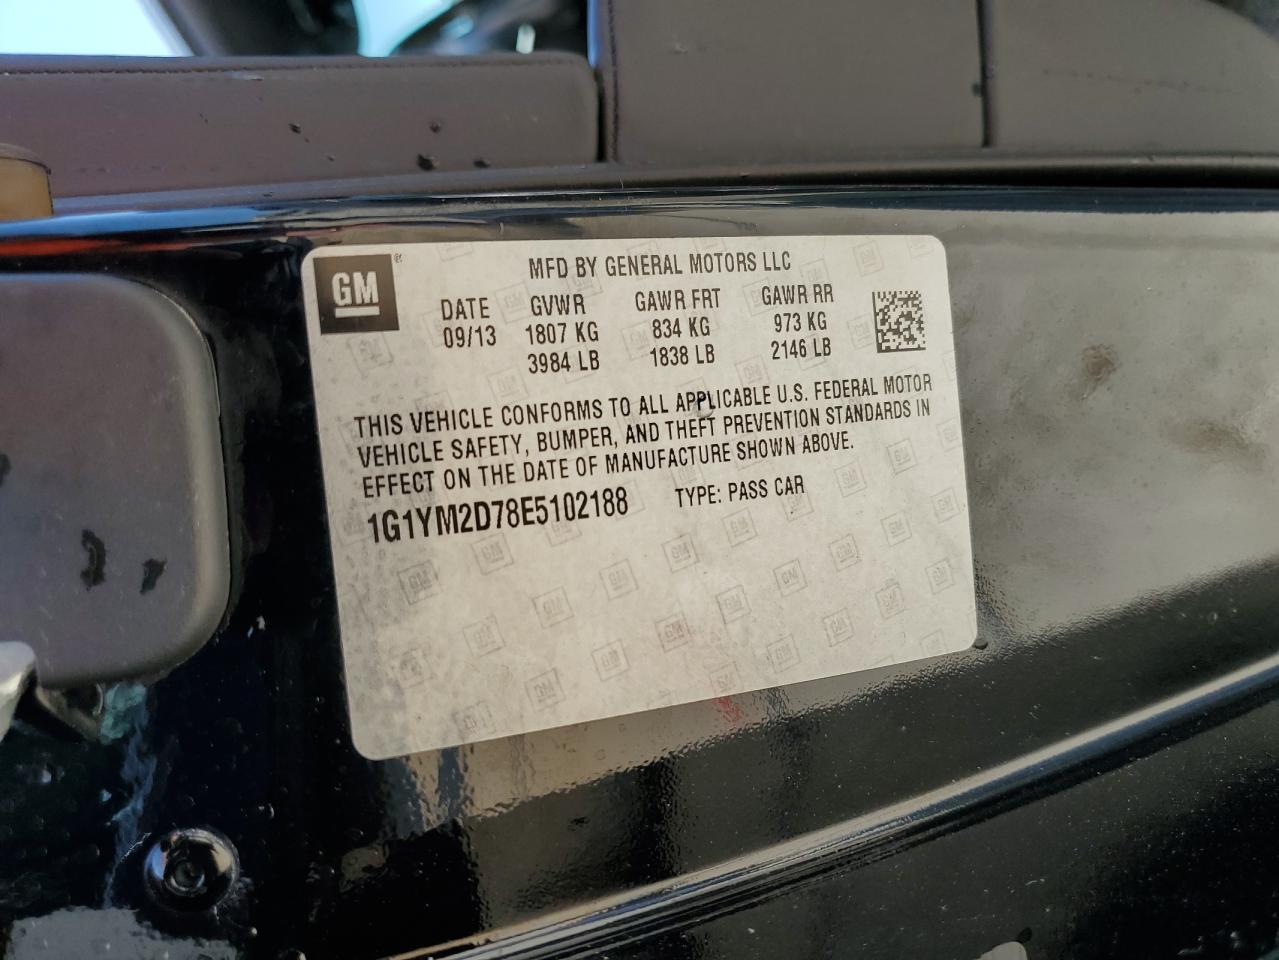 GM
MFD BY GENERAL MOTORS LLC
DATE GVWR GAWR FRT GAWR RR
09/13 1807 KG 834 KG 973 KG
3984 LB 1838 LB 2146 LB
THIS VEHICLE CONFORMS TO ALL APPLICABLE U.S. FEDERAL MOTOR
VEHICLE SAFETY, BUMPER, AND THEFT PREVENTION STANDARDS IN
EFFECT ON THE DATE OF MANUFACTURE SHOWN ABOVE.
1G1YM2D78E5102188 TYPE: PASS CAR